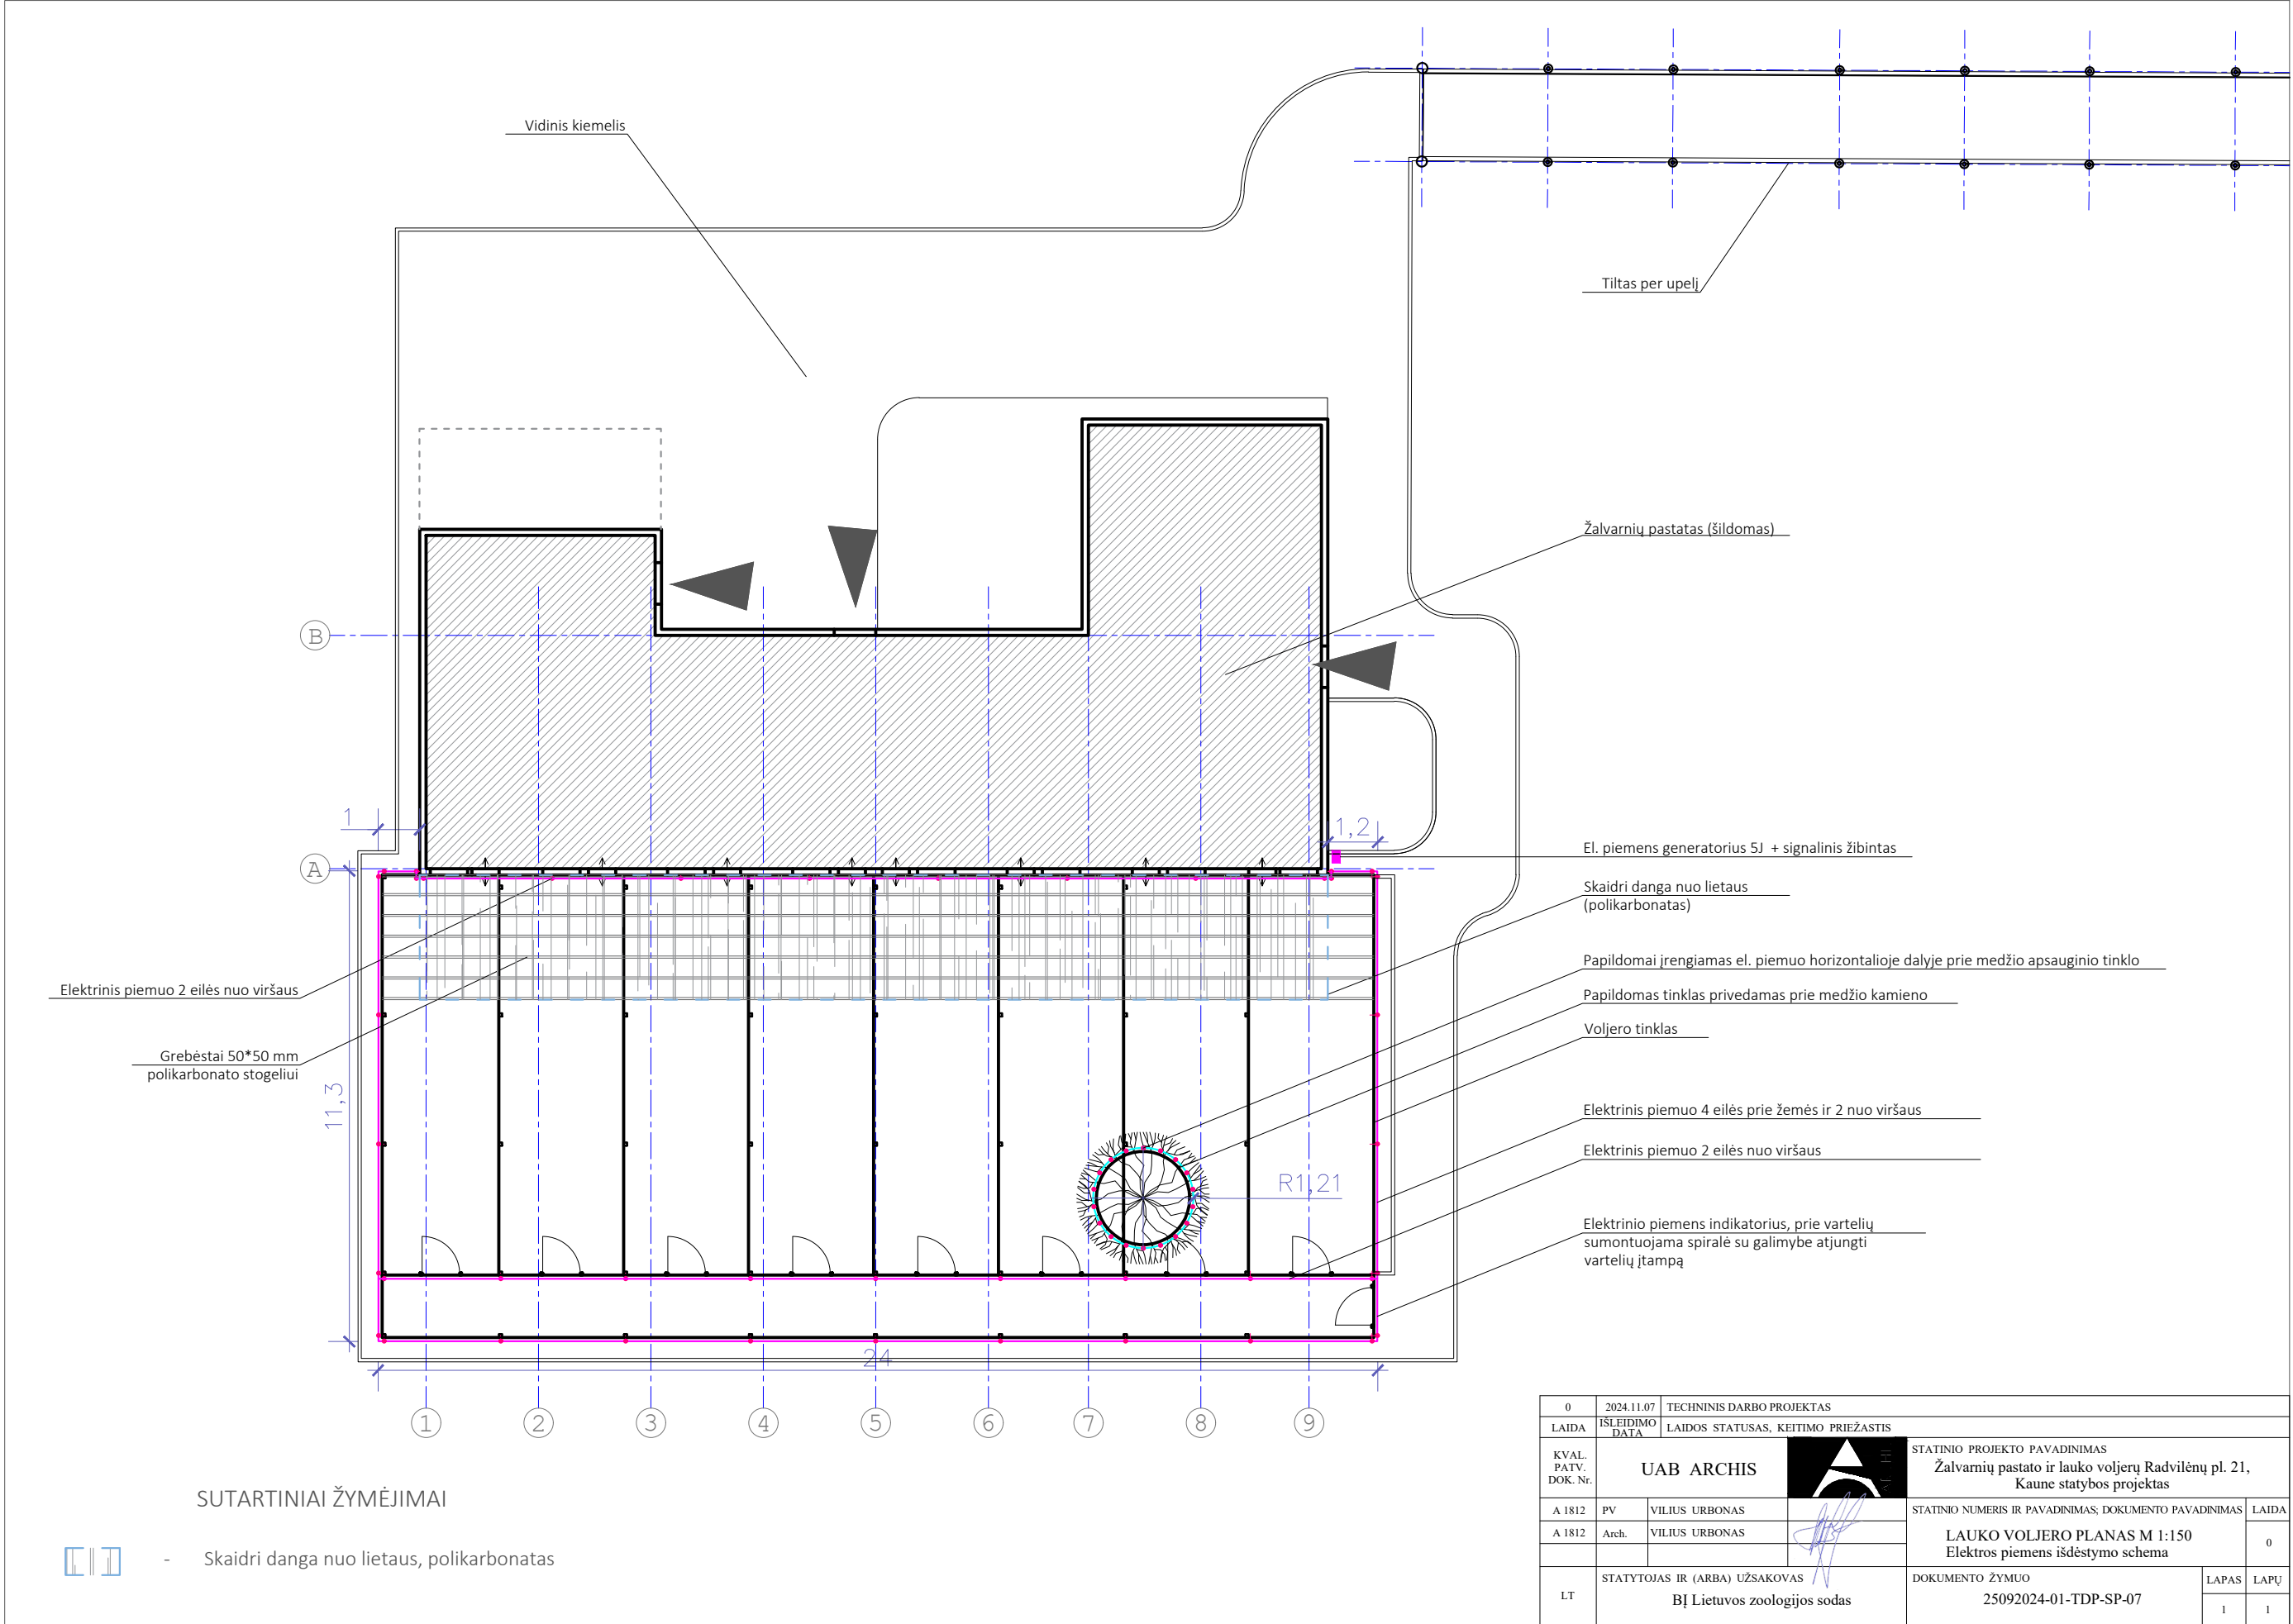 Vidinis kiemelis
Tiltas per upelį
Žalvarnių pastatas (šildomas)
B
1
1,2
A
El. piemens generatorius 5J + signalinis žibintas
Skaidri danga nuo lietaus
(polikarbonatas)
Papildomai įrengiamas el. piemuo horizontalioje dalyje prie medžio apsauginio tinklo
Elektrinis piemuo 2 eilės nuo viršaus
Papildomas tinklas privedamas prie medžio kamieno
Voljero tinklas
Grebėstai 50*50 mm
polikarbonato stogeliui
11,3
Elektrinis piemuo 4 eilės prie žemės ir 2 nuo viršaus
Elektrinis piemuo 2 eilės nuo viršaus
R1,21
Elektrinio piemens indikatorius, prie vartelių
sumontuojama spiralė su galimybe atjungti
vartelių įtampą
24
1 2 3 4 5 6 7 8 9
SUTARTINIAI ŽYMĖJIMAI
- Skaidri danga nuo lietaus, polikarbonatas
0 2024.11.07 TECHNINIS DARBO PROJEKTAS
LAIDA IŠLEIDIMO DATA LAIDOS STATUSAS, KEITIMO PRIEŽASTIS
KVAL.
PATV.
DOK. Nr.
UAB ARCHIS
STATINIO PROJEKTO PAVADINIMAS
Žalvarnių pastato ir lauko voljerų Radvilėnų pl. 21,
Kaune statybos projektas
A 1812 PV VILIUS URBONAS
A 1812 Arch. VILIUS URBONAS
STATINIO NUMERIS IR PAVADINIMAS; DOKUMENTO PAVADINIMAS LAIDA
LAUKO VOLJERO PLANAS M 1:150
Elektros piemens išdėstymo schema
0
LT
STATYTOJAS IR (ARBA) UŽSAKOVAS
BĮ Lietuvos zoologijos sodas
DOKUMENTO ŽYMUO
25092024-01-TDP-SP-07
LAPAS LAPŲ
1 1